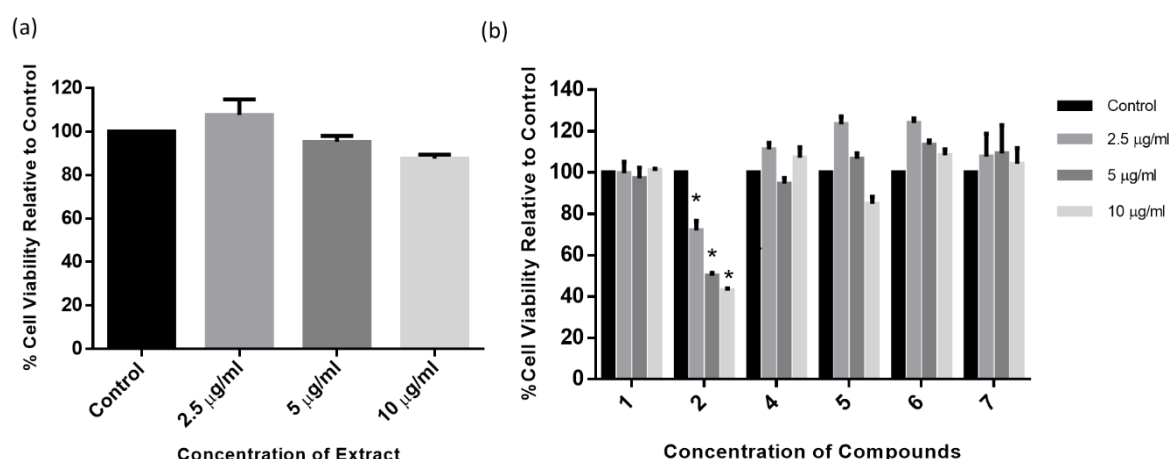 (a)
% Cell Viability Relative to Control
120
100
80
60
40
20
0
Control
2.5 µg/ml
5 µg/ml
10 µg/ml
Concentration of Extract
(b)
% Cell Viability Relative to Control
140
120
100
80
60
40
20
0
*
*
*
1
2
4
5
6
7
Concentration of Compounds
Control
2.5 µg/ml
5 µg/ml
10 µg/ml